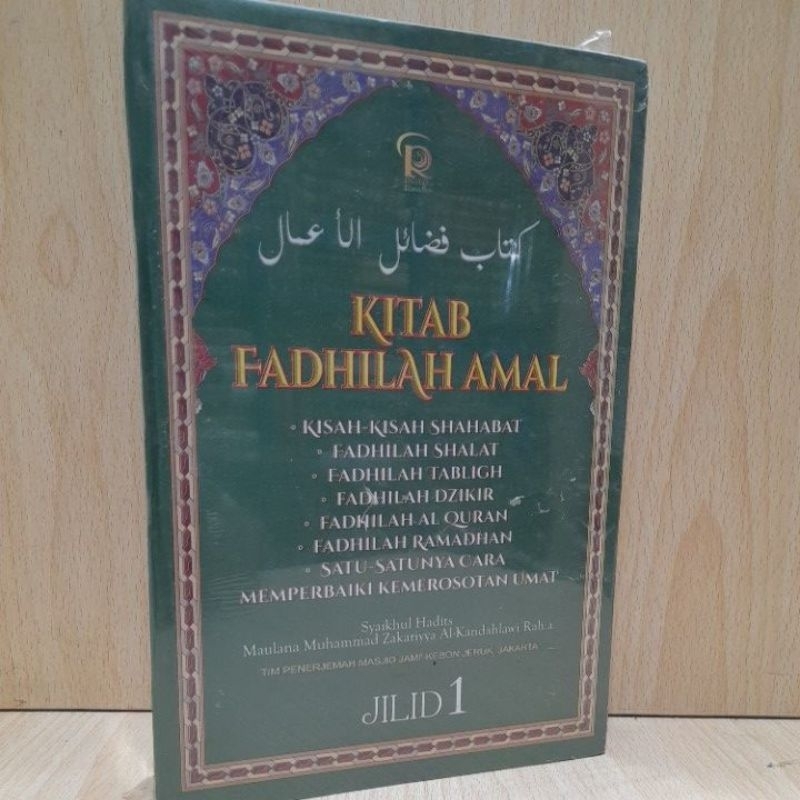 كتاب فضائل الأعمال
KITAB
FADHILAH AMAL
◦ KISAH-KISAH SHAHABAT
◦ FADHILAH SHALAT
◦ FADHILAH TABLIGH
◦ FADHILAH DZIKIR
◦ FADHILAH AL QURAN
◦ FADHILAH RAMADHAN
◦ SATU-SATUNYA CARA
MEMPERBAIKI KEMEROSOTAN UMAT
Syaikhul Hadits
Maulana Muhammad Zakariyya Al-Kandahlawi Rah.a.
TIM PENERJEMAH MASJID JAMI' KEBON JERUK, JAKARTA
JILID 1